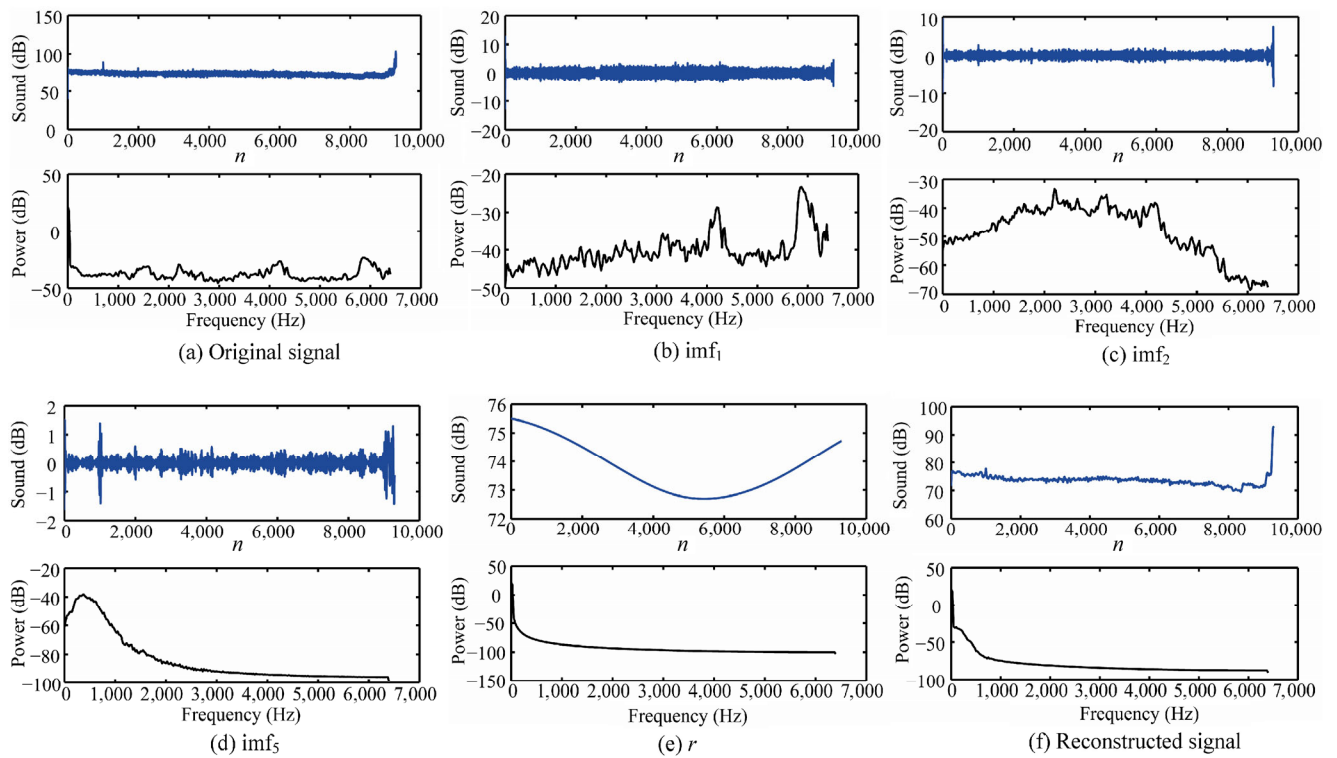 150
100
50
0
Sound (dB)
0 2,000 4,000 6,000 8,000 10,000
n
50
0
−50
Power (dB)
0 1,000 2,000 3,000 4,000 5,000 6,000 7,000
Frequency (Hz)
(a) Original signal
20
10
0
−10
−20
Sound (dB)
0 2,000 4,000 6,000 8,000 10,000
n
−20
−30
−40
−50
Power (dB)
0 1,000 2,000 3,000 4,000 5,000 6,000 7,000
Frequency (Hz)
(b) imf1
10
0
−10
−20
Sound (dB)
0 2,000 4,000 6,000 8,000 10,000
n
−30
−40
−50
−60
−70
Power (dB)
0 1,000 2,000 3,000 4,000 5,000 6,000 7,000
Frequency (Hz)
(c) imf2
2
1
0
−1
−2
Sound (dB)
0 2,000 4,000 6,000 8,000 10,000
n
−20
−40
−60
−80
−100
Power (dB)
0 1,000 2,000 3,000 4,000 5,000 6,000 7,000
Frequency (Hz)
(d) imf5
76
75
74
73
72
Sound (dB)
0 2,000 4,000 6,000 8,000 10,000
n
50
0
−50
−100
−150
Power (dB)
0 1,000 2,000 3,000 4,000 5,000 6,000 7,000
Frequency (Hz)
(e) r
100
90
80
70
60
Sound (dB)
0 2,000 4,000 6,000 8,000 10,000
n
50
0
−50
−100
Power (dB)
0 1,000 2,000 3,000 4,000 5,000 6,000 7,000
Frequency (Hz)
(f) Reconstructed signal